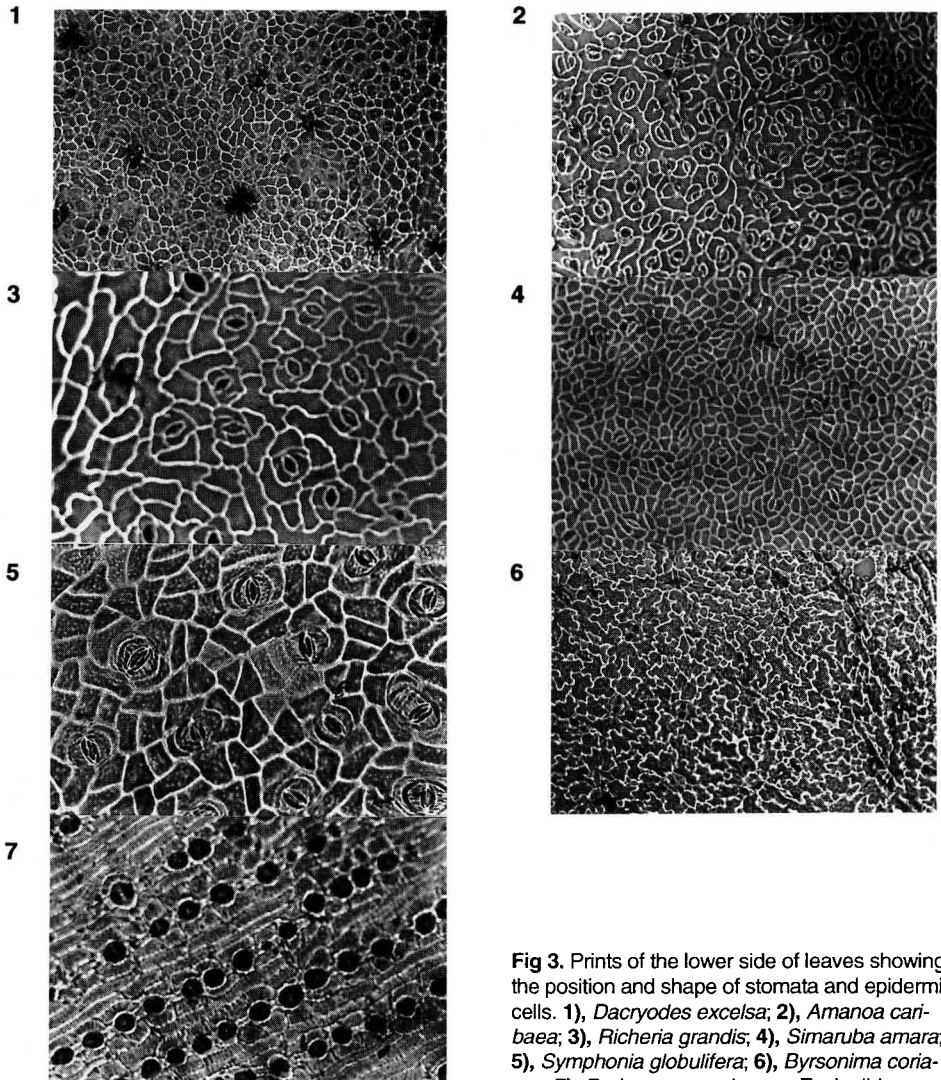 1
2
3
4
5
6
7
Fig 3. Prints of the lower side of leaves showing
the position and shape of stomata and epidermi
cells. 1), Dacryodes excelsa; 2), Amanoa cari-
baea; 3), Richeria grandis; 4), Simaruba amara;
5), Symphonia globulifera; 6), Byrsonima coria-